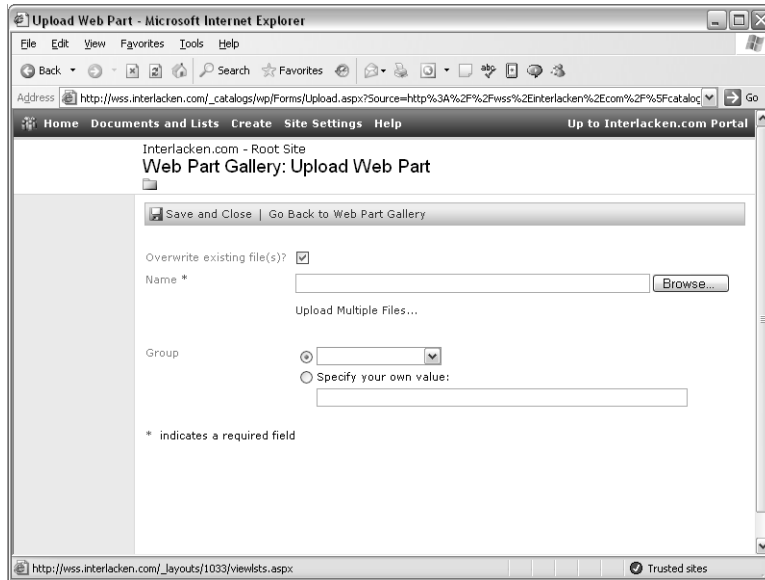 Upload Web Part - Microsoft Internet Explorer
File Edit View Favorites Tools Help
Back Search Favorites
Address http://wss.interlacken.com/_catalogs/wp/Forms/Upload.aspx?Source=http%3A%2F%2Fwss%2Einterlacken%2Ecom%2F%5Fcatalog Go
Home Documents and Lists Create Site Settings Help Up to Interlacken.com Portal
Interlacken.com - Root Site
Web Part Gallery: Upload Web Part
Save and Close | Go Back to Web Part Gallery
Overwrite existing file(s)?
Name *
Browse...
Upload Multiple Files...
Group
Specify your own value:
* indicates a required field
http://wss.interlacken.com/_layouts/1033/viewlsts.aspx Trusted sites